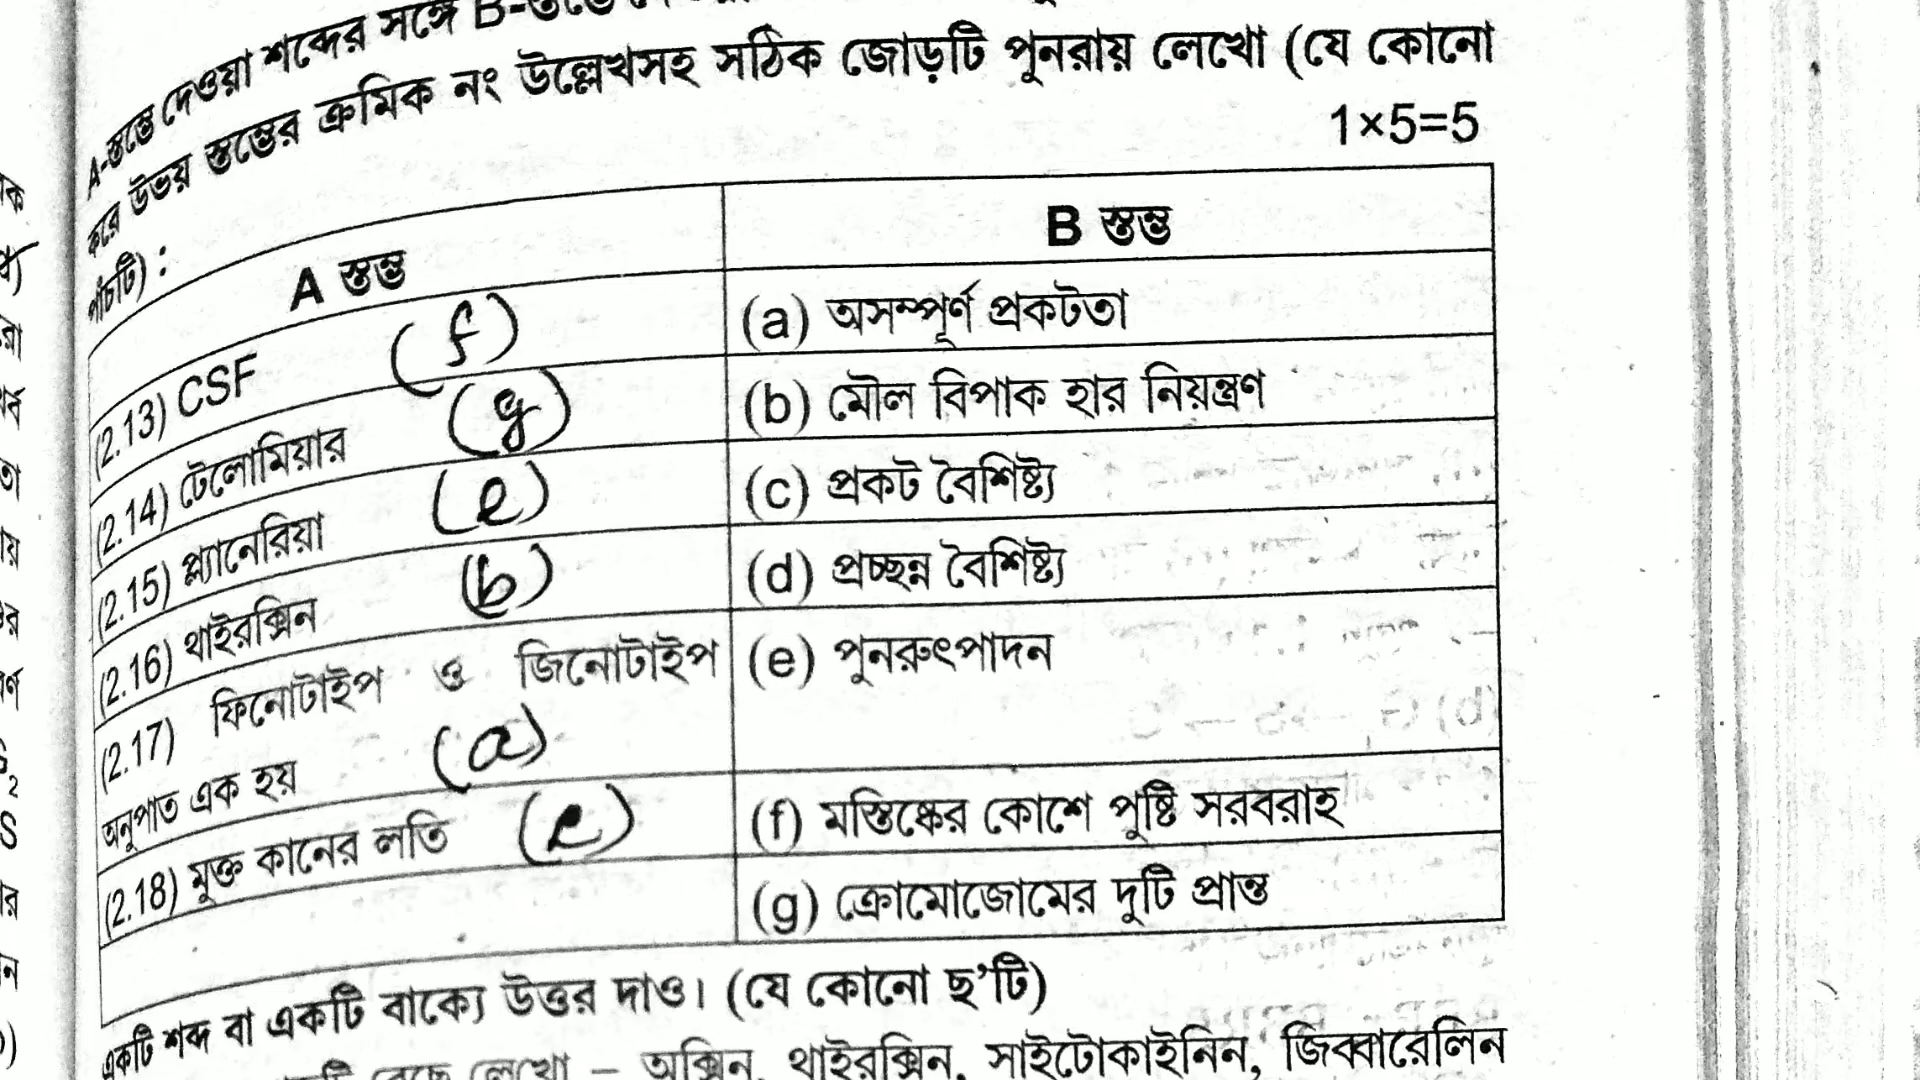 A-স্তম্ভে দেওয়া শব্দের সঙ্গে B-স্তম্ভে
করে উভয় স্তম্ভের ক্রমিক নং উল্লেখসহ সঠিক জোড়টি পুনরায় লেখো (যে কোনো
পাঁচটি) :
1×5=5
A স্তম্ভ
B স্তম্ভ
(2.13) CSF (f)
(a) অসম্পূর্ণ প্রকটতা
(2.14) টেলোমিয়ার (g)
(b) মৌল বিপাক হার নিয়ন্ত্রণ
(2.15) প্ল্যানেরিয়া (e)
(c) প্রকট বৈশিষ্ট্য
(2.16) থাইরক্সিন (b)
(d) প্রচ্ছন্ন বৈশিষ্ট্য
(2.17) ফিনোটাইপ ও জিনোটাইপ
অনুপাত এক হয় (a)
(e) পুনরুৎপাদন
(2.18) মুক্ত কানের লতি (c)
(f) মস্তিষ্কের কোশে পুষ্টি সরবরাহ
(g) ক্রোমোজোমের দুটি প্রান্ত
একটি শব্দ বা একটি বাক্যে উত্তর দাও। (যে কোনো ছ'টি)
বেছে লেখো – অক্সিন, থাইরক্সিন, সাইটোকাইনিন, জিব্বারেলিন